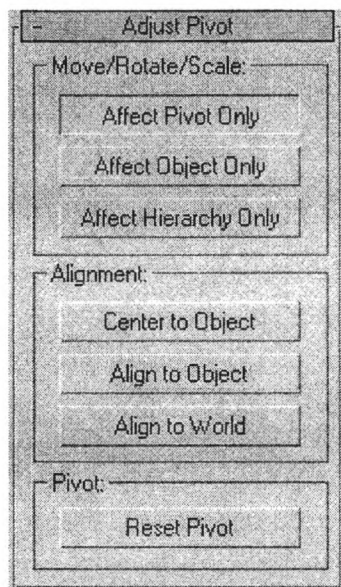 - Adjust Pivot
Move/Rotate/Scale:
Affect Pivot Only
Affect Object Only
Affect Hierarchy Only
Alignment:
Center to Object
Align to Object
Align to World
Pivot:
Reset Pivot